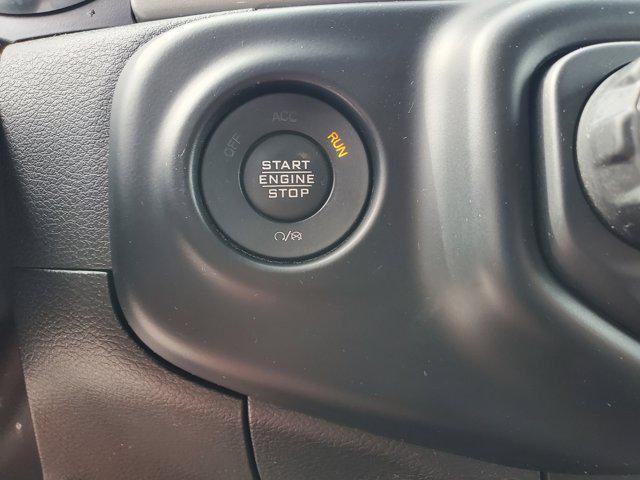 OFF ACC RUN
START
ENGINE
STOP